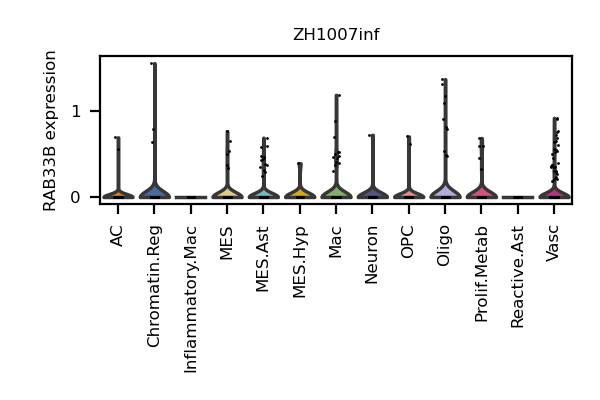 ZH1007inf
RAB33B expression
1
0
AC
Chromatin.Reg
Inflammatory.Mac
MES
MES.Ast
MES.Hyp
Mac
Neuron
OPC
Oligo
Prolif.Metab
Reactive.Ast
Vasc